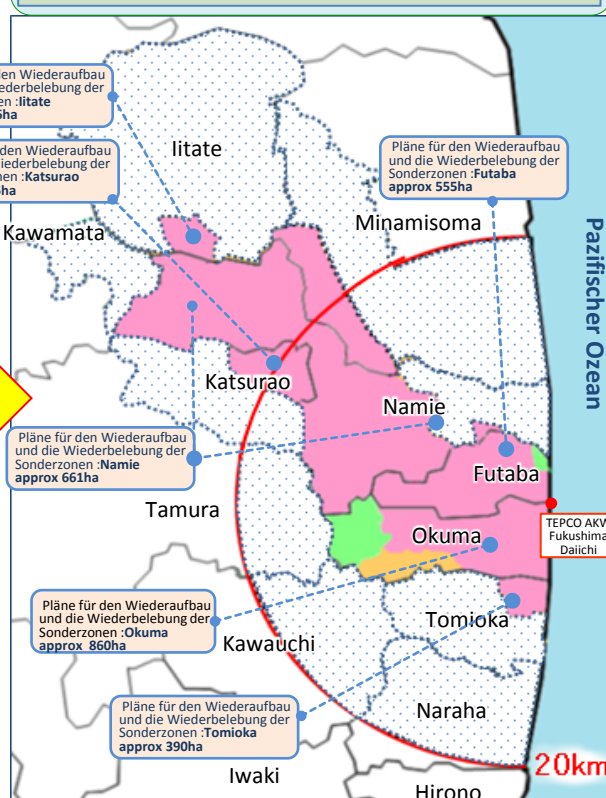 den Wiederaufbau
Wiederbelebung der
en :Iitate
Iitate
Pläne für den Wiederaufbau
und die Wiederbelebung der
Sonderzonen :Futaba
approx 555ha
den Wiederaufbau
Wiederbelebung der
nen :Katsurao
Kawamata
Minamisoma
Pazifischer Ozean
Katsurao
Namie
Pläne für den Wiederaufbau
und die Wiederbelebung der
Sonderzonen :Namie
approx 661ha
Futaba
Tamura
Okuma
TEPCO AKW
Fukushima
Daiichi
Pläne für den Wiederaufbau
und die Wiederbelebung der
Sonderzonen :Okuma
approx 860ha
Tomioka
Kawauchi
Pläne für den Wiederaufbau
und die Wiederbelebung der
Sonderzonen :Tomioka
approx 390ha
Naraha
20km
Iwaki
Hirono